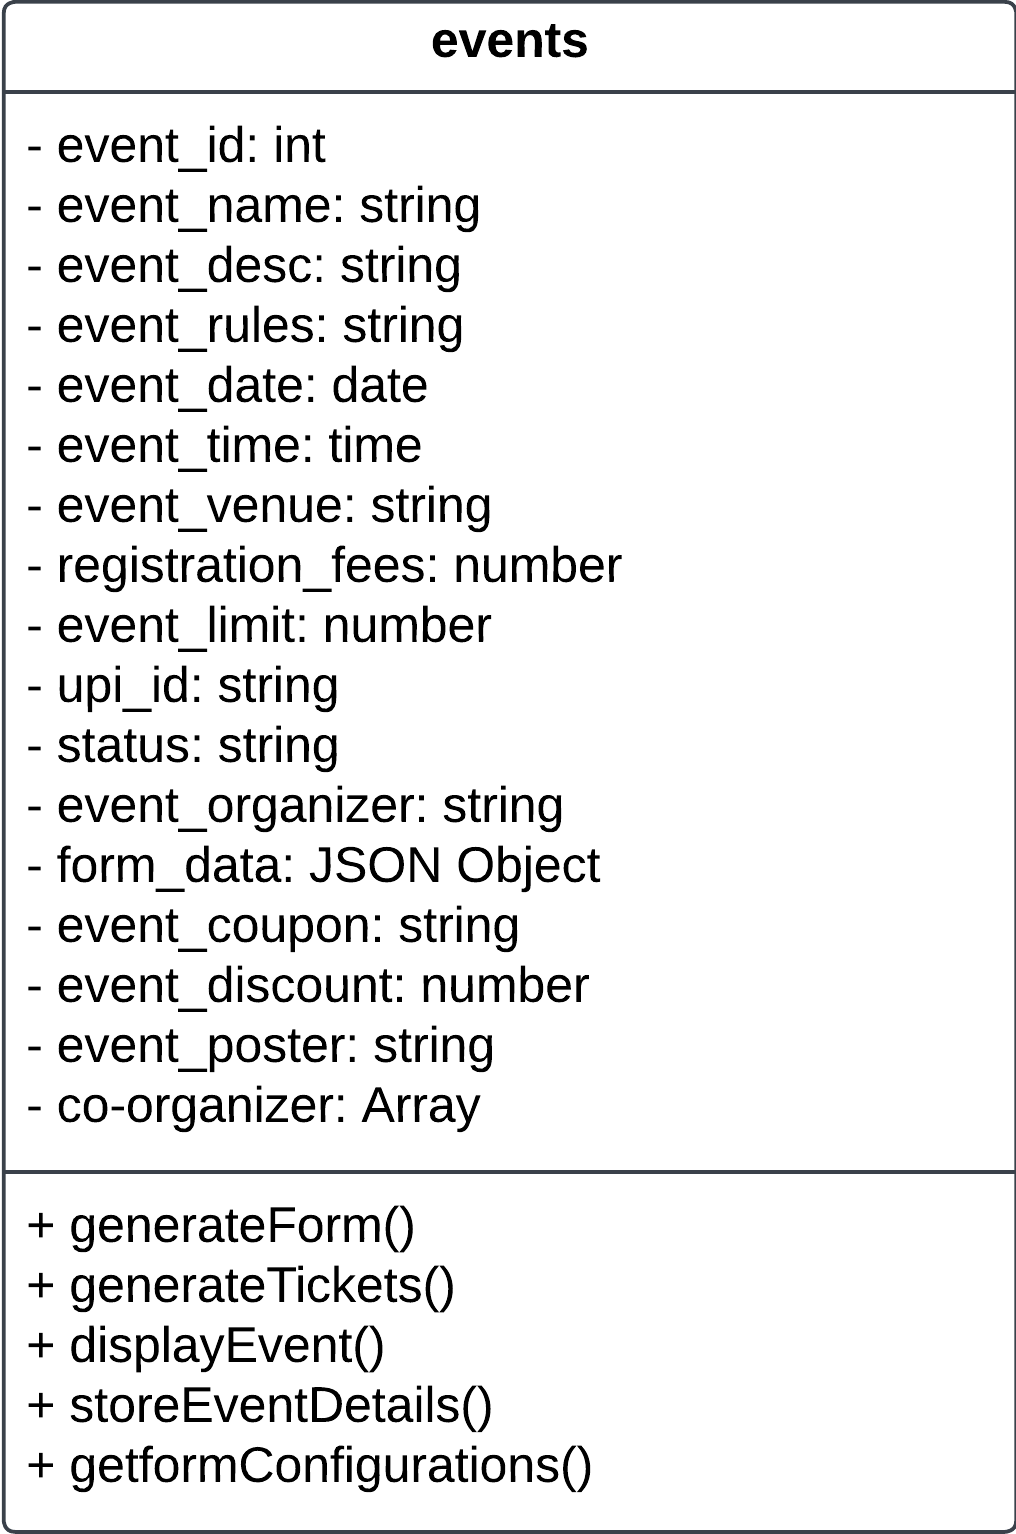 events
- event_id: int
- event_name: string
- event_desc: string
- event_rules: string
- event_date: date
- event_time: time
- event_venue: string
- registration_fees: number
- event_limit: number
- upi_id: string
- status: string
- event_organizer: string
- form_data: JSON Object
- event_coupon: string
- event_discount: number
- event_poster: string
- co-organizer: Array
+ generateForm()
+ generateTickets()
+ displayEvent()
+ storeEventDetails()
+ getformConfigurations()